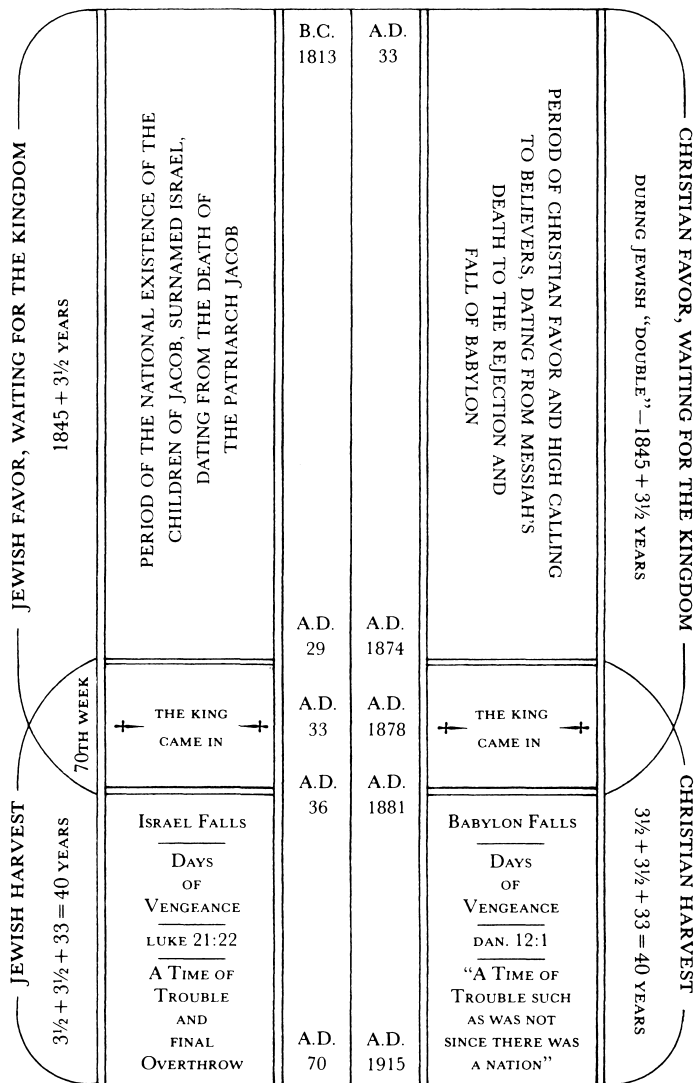 JEWISH FAVOR, WAITING FOR THE KINGDOM
1845 + 3½ YEARS
PERIOD OF THE NATIONAL EXISTENCE OF THE
CHILDREN OF JACOB, SURNAMED ISRAEL,
DATING FROM THE DEATH OF
THE PATRIARCH JACOB
B.C.
1813
A.D.
33
PERIOD OF CHRISTIAN FAVOR AND HIGH CALLING
TO BELIEVERS, DATING FROM MESSIAH'S
DEATH TO THE REJECTION AND
FALL OF BABYLON
DURING JEWISH "DOUBLE" – 1845 + 3½ YEARS
CHRISTIAN FAVOR, WAITING FOR THE KINGDOM
A.D.
29
A.D.
1874
70TH WEEK
THE KING
CAME IN
A.D.
33
A.D.
1878
THE KING
CAME IN
A.D.
36
A.D.
1881
JEWISH HARVEST
3½ + 3½ + 33 = 40 YEARS
ISRAEL FALLS
DAYS
OF
VENGEANCE
LUKE 21:22
A TIME OF
TROUBLE
AND
FINAL
OVERTHROW
A.D.
70
A.D.
1915
BABYLON FALLS
DAYS
OF
VENGEANCE
DAN. 12:1
"A TIME OF
TROUBLE SUCH
AS WAS NOT
SINCE THERE WAS
A NATION"
3½ + 3½ + 33 = 40 YEARS
CHRISTIAN HARVEST